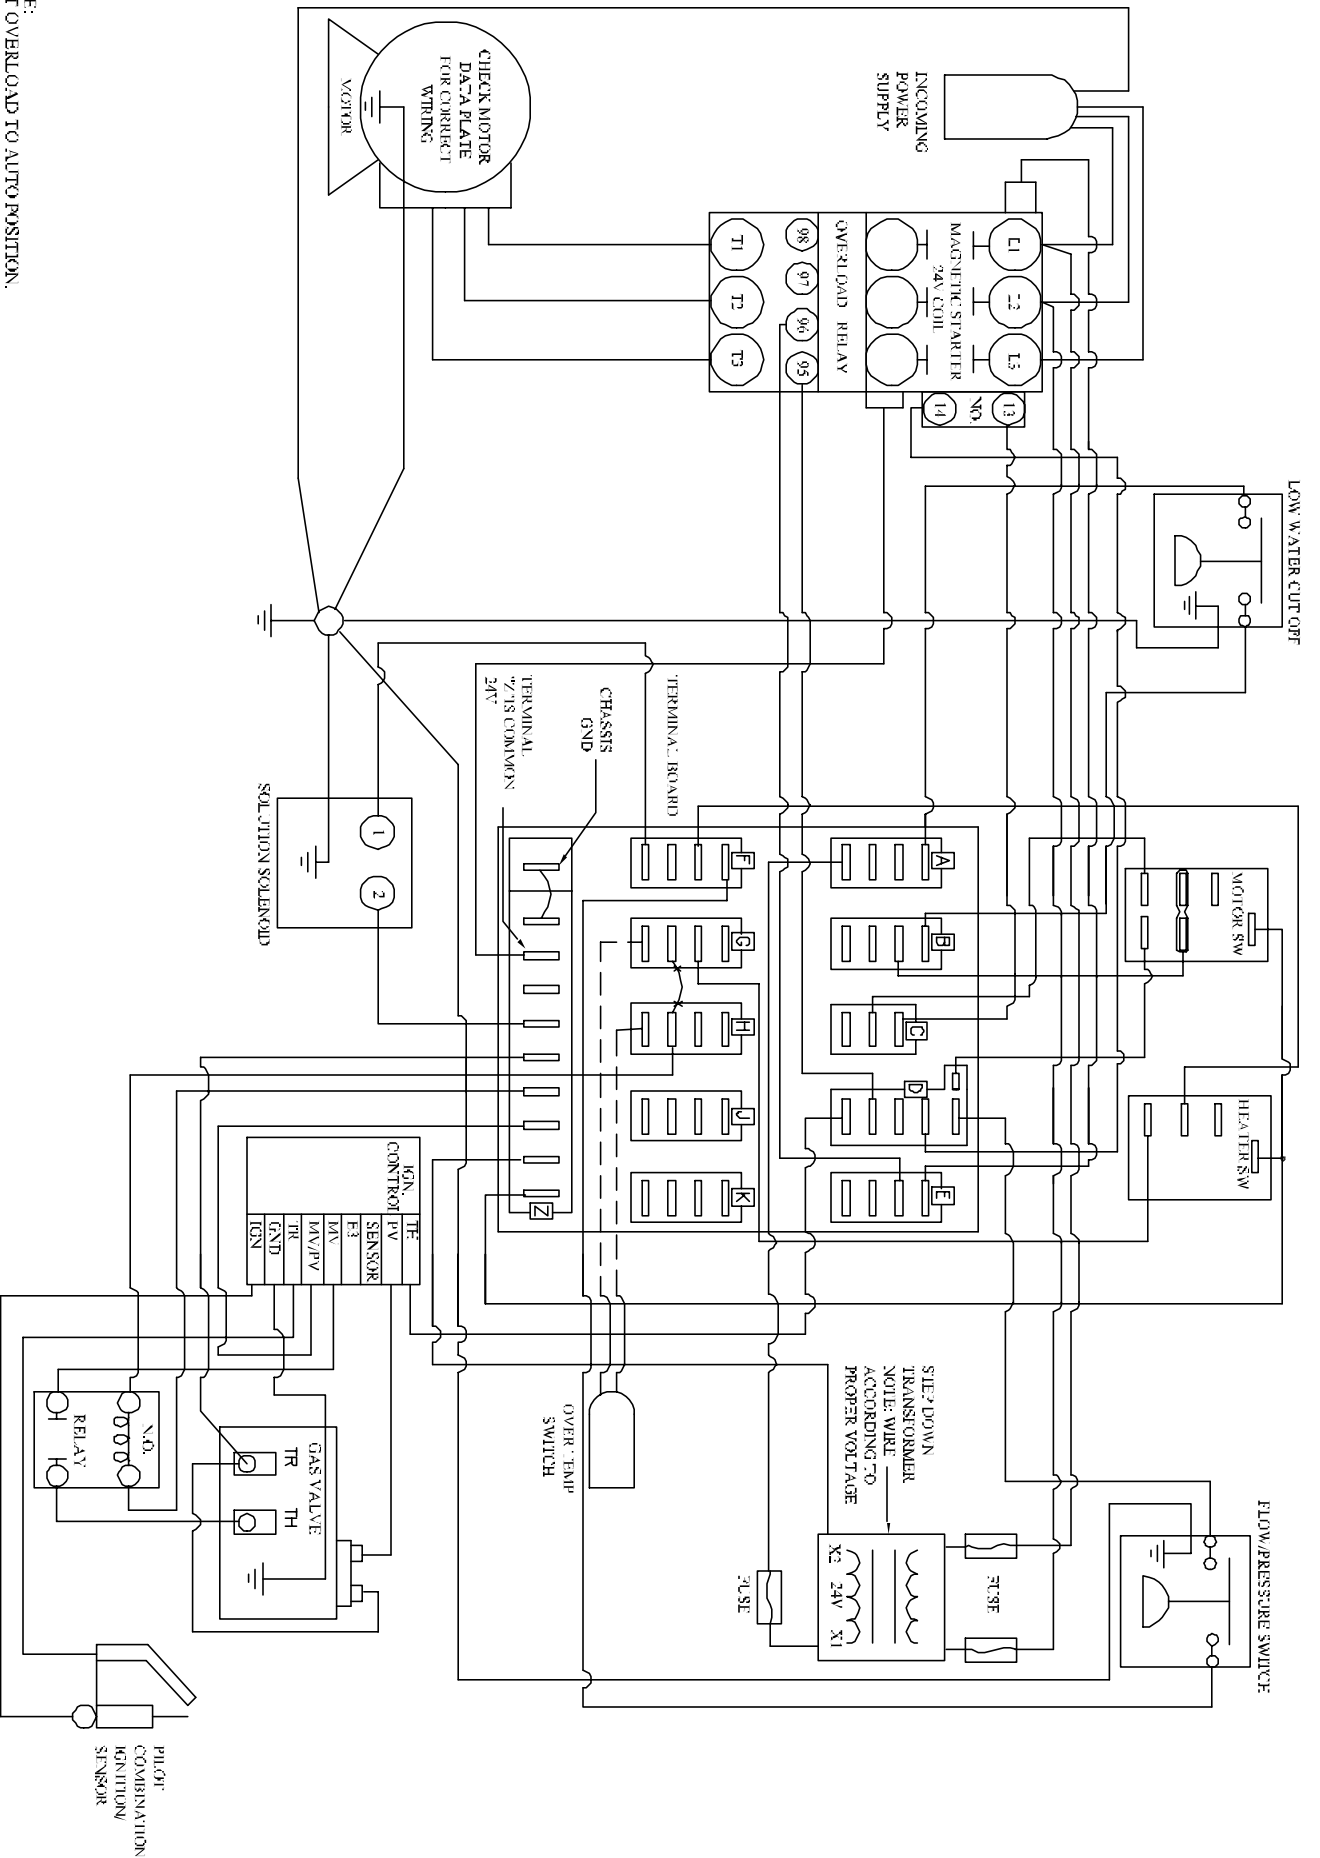 E:
T OVERLOAD TO AUTO POSITION.
INCOMING
POWER
SUPPLY
CHECK MOTOR
DATA PLATE
FOR CORRECT
WIRING
MOTOR
L1
L2
L3
MAGNETIC STARTER
24V COIL
OVERLOAD RELAY
98
97
96
95
T1
T2
T3
13
NO.
14
LOW WATER CUT OFF
TERMINAL BOARD
CHASSIS
GND
TERMINAL
"Z"IS COMMON
24V
SOLUTION SOLENOID
1
2
A
B
C
D
E
F
G
H
J
K
Z
MOTOR SW
HEATER SW
IGN.
CONTROL
TH
PV
SENSOR
E3
MV
MV/PV
TR
GND
IGN
N.O.
RELAY
GAS VALVE
TR
TH
OVER TEMP
SWITCH
STEP DOWN
TRANSFORMER
NOTE: WIRE
ACCORDING TO
PROPER VOLTAGE
X2
24V
X1
FUSE
FUSE
FLOW/PRESSURE SWITCH
PILOT
COMBINATION
IGNITION/
SENSOR